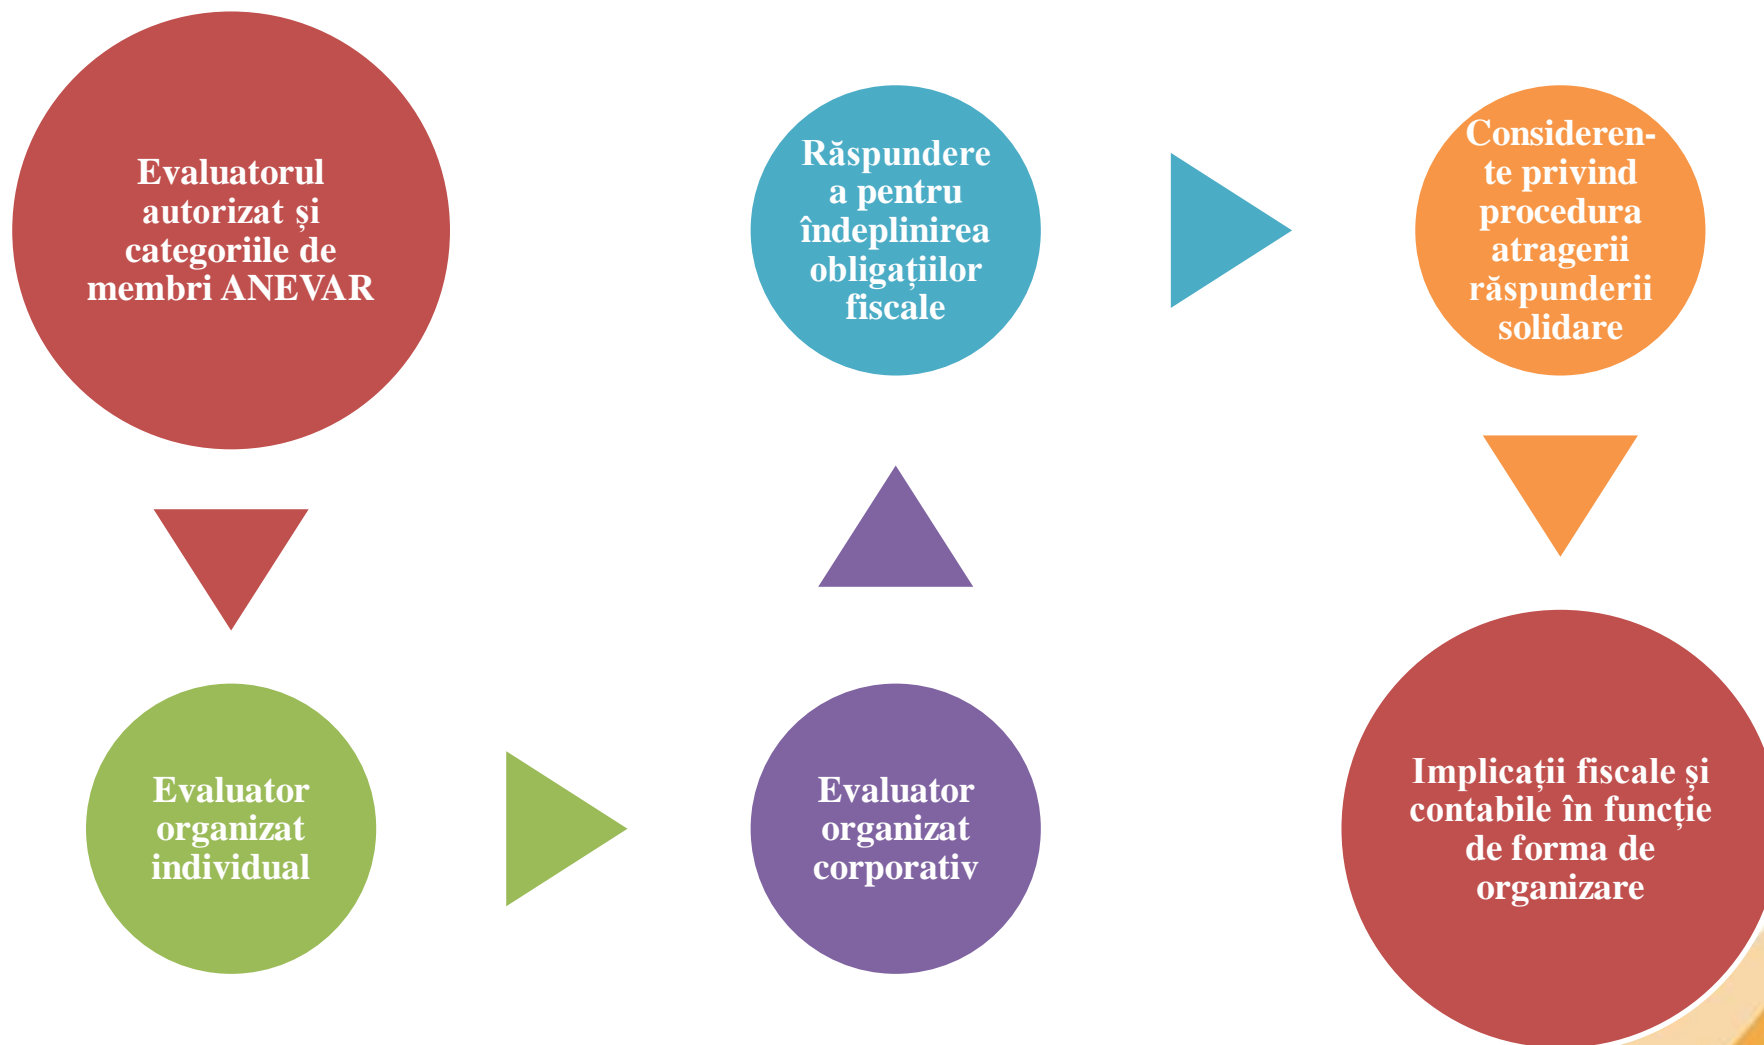 Evaluatorul
autorizat și
categoriile de
membri ANEVAR
Evaluator
organizat
individual
Evaluator
organizat
corporativ
Răspundere
a pentru
îndeplinirea
obligațiilor
fiscale
Consideren-
te privind
procedura
atragerii
răspunderii
solidare
Implicații fiscale și
contabile în funcție
de forma de
organizare